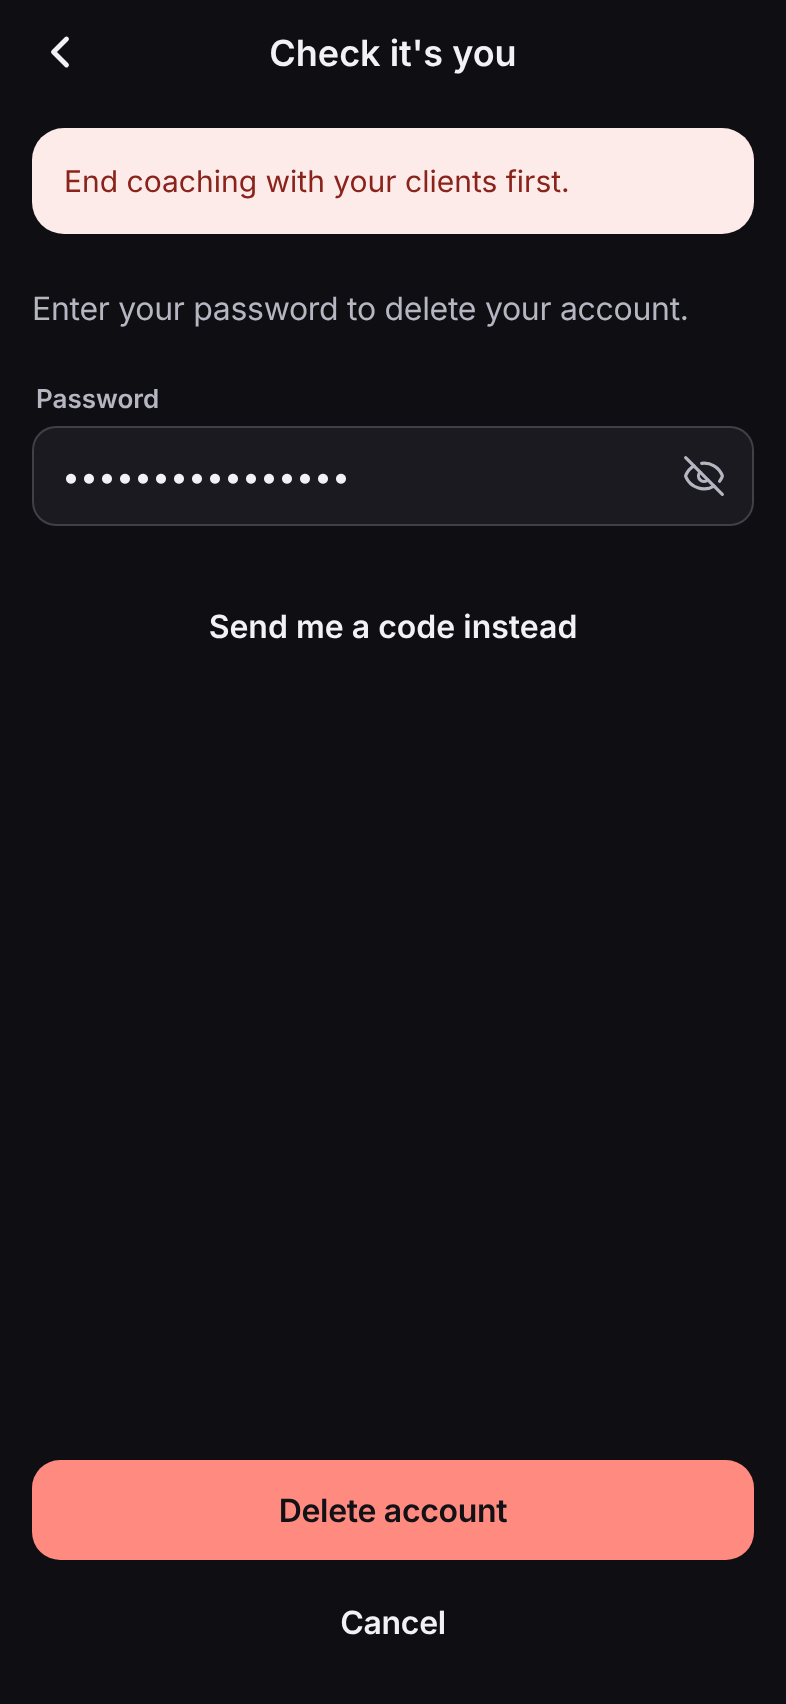 Check it's you
End coaching with your clients first.
Enter your password to delete your account.
Password
••••••••••••••••
Send me a code instead
Delete account
Cancel